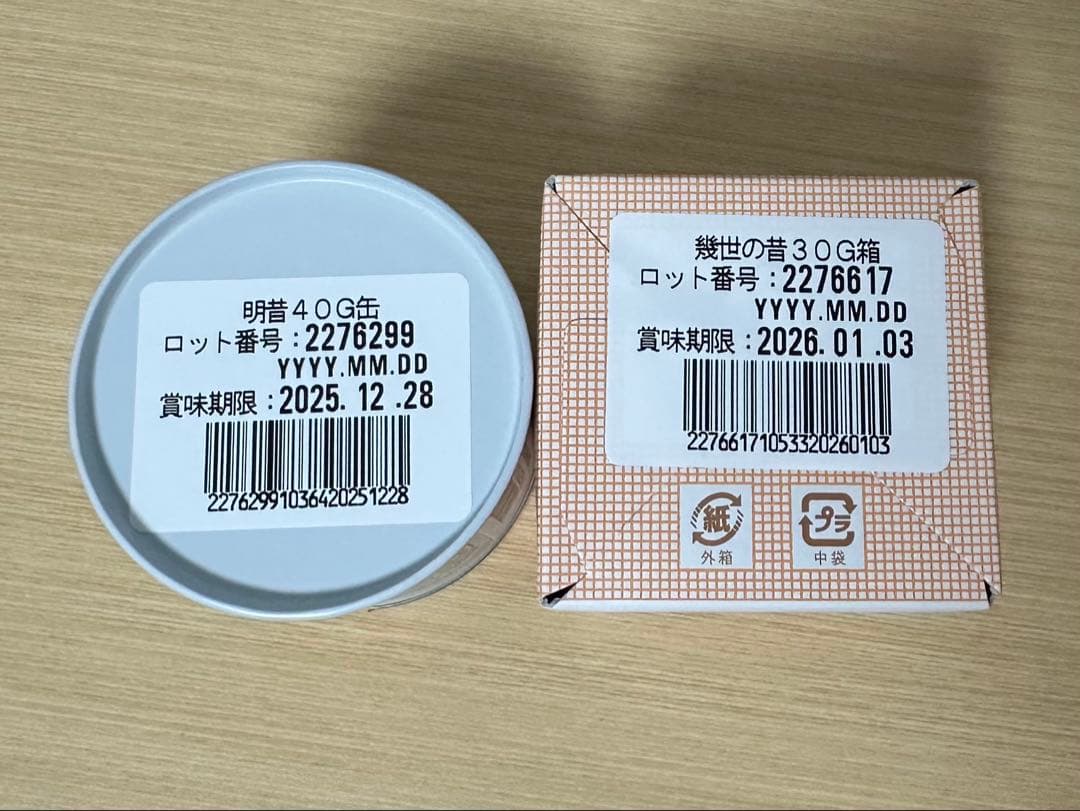 明昔40G缶
ロット番号:2276299
YYYY.MM.DD
賞味期限:2025.12.28
2276299103642025​1228
幾世の昔30G箱
ロット番号:2276617
YYYY.MM.DD
賞味期限:2026.01.03
22766171053320260103
紙
外箱
プラ
中袋